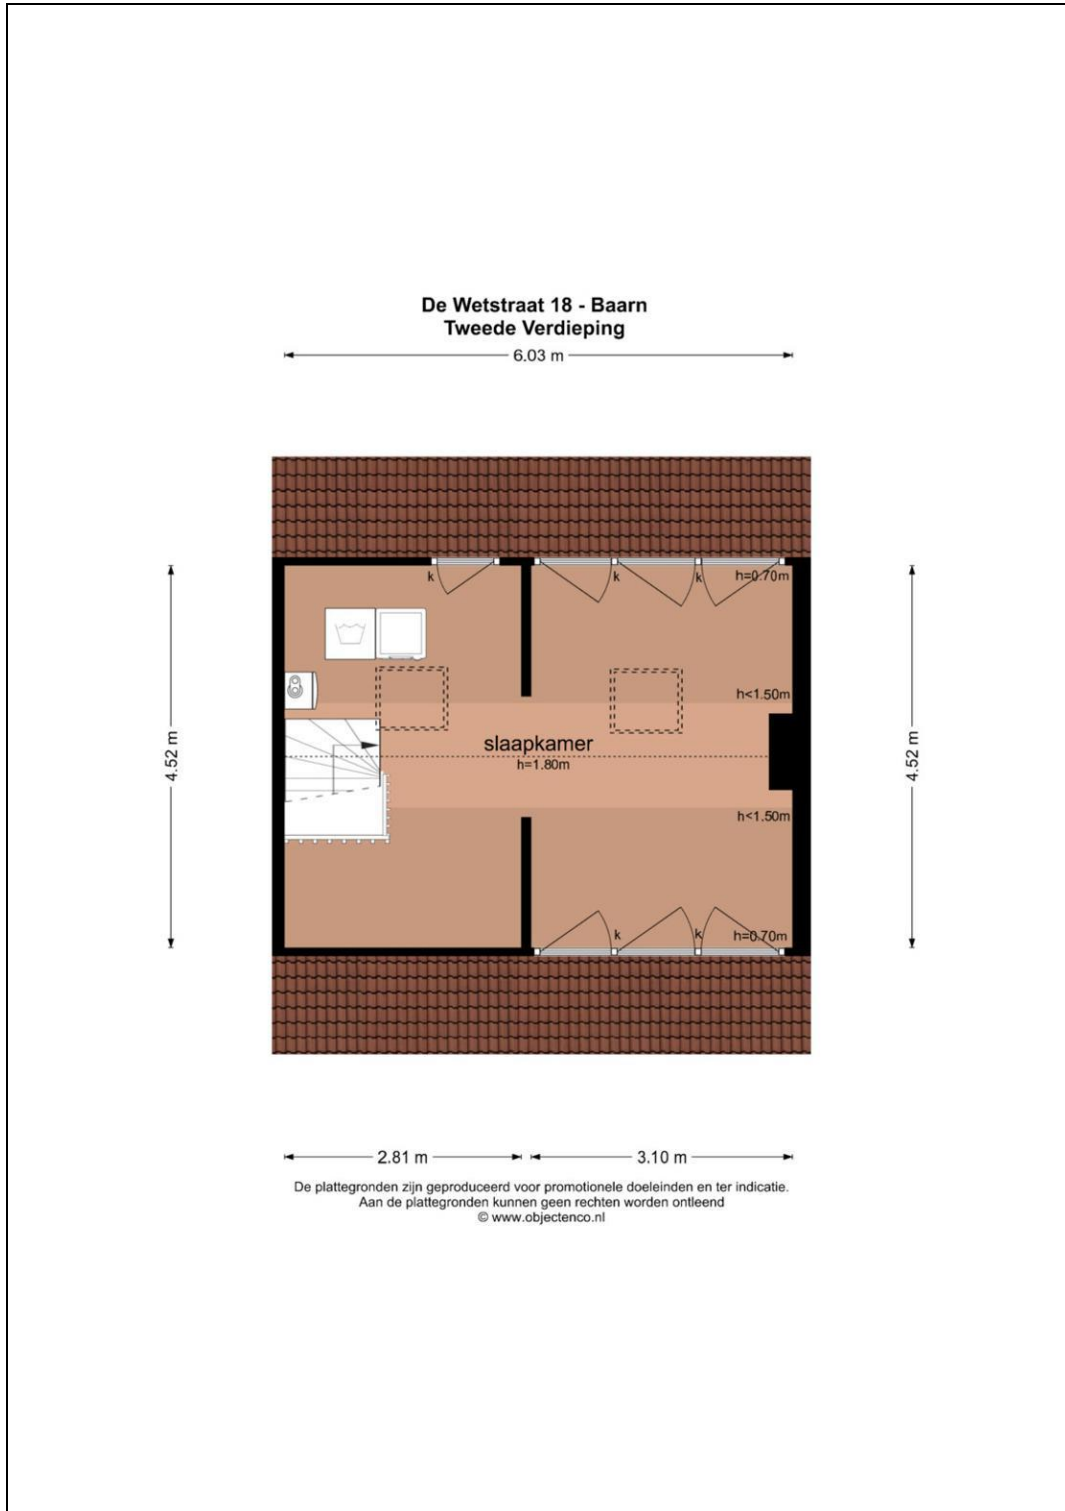 De Wetstraat 18 - Baarn
Tweede Verdieping
6.03 m
k
k
k
h=0.70m
h<1.50m
4.52 m
slaapkamer
h=1.80m
4.52 m
h<1.50m
k
k
h=0.70m
2.81 m
3.10 m
De plattegronden zijn geproduceerd voor promotionele doeleinden en ter indicatie.
Aan de plattegronden kunnen geen rechten worden ontleend
© www.objectenco.nl